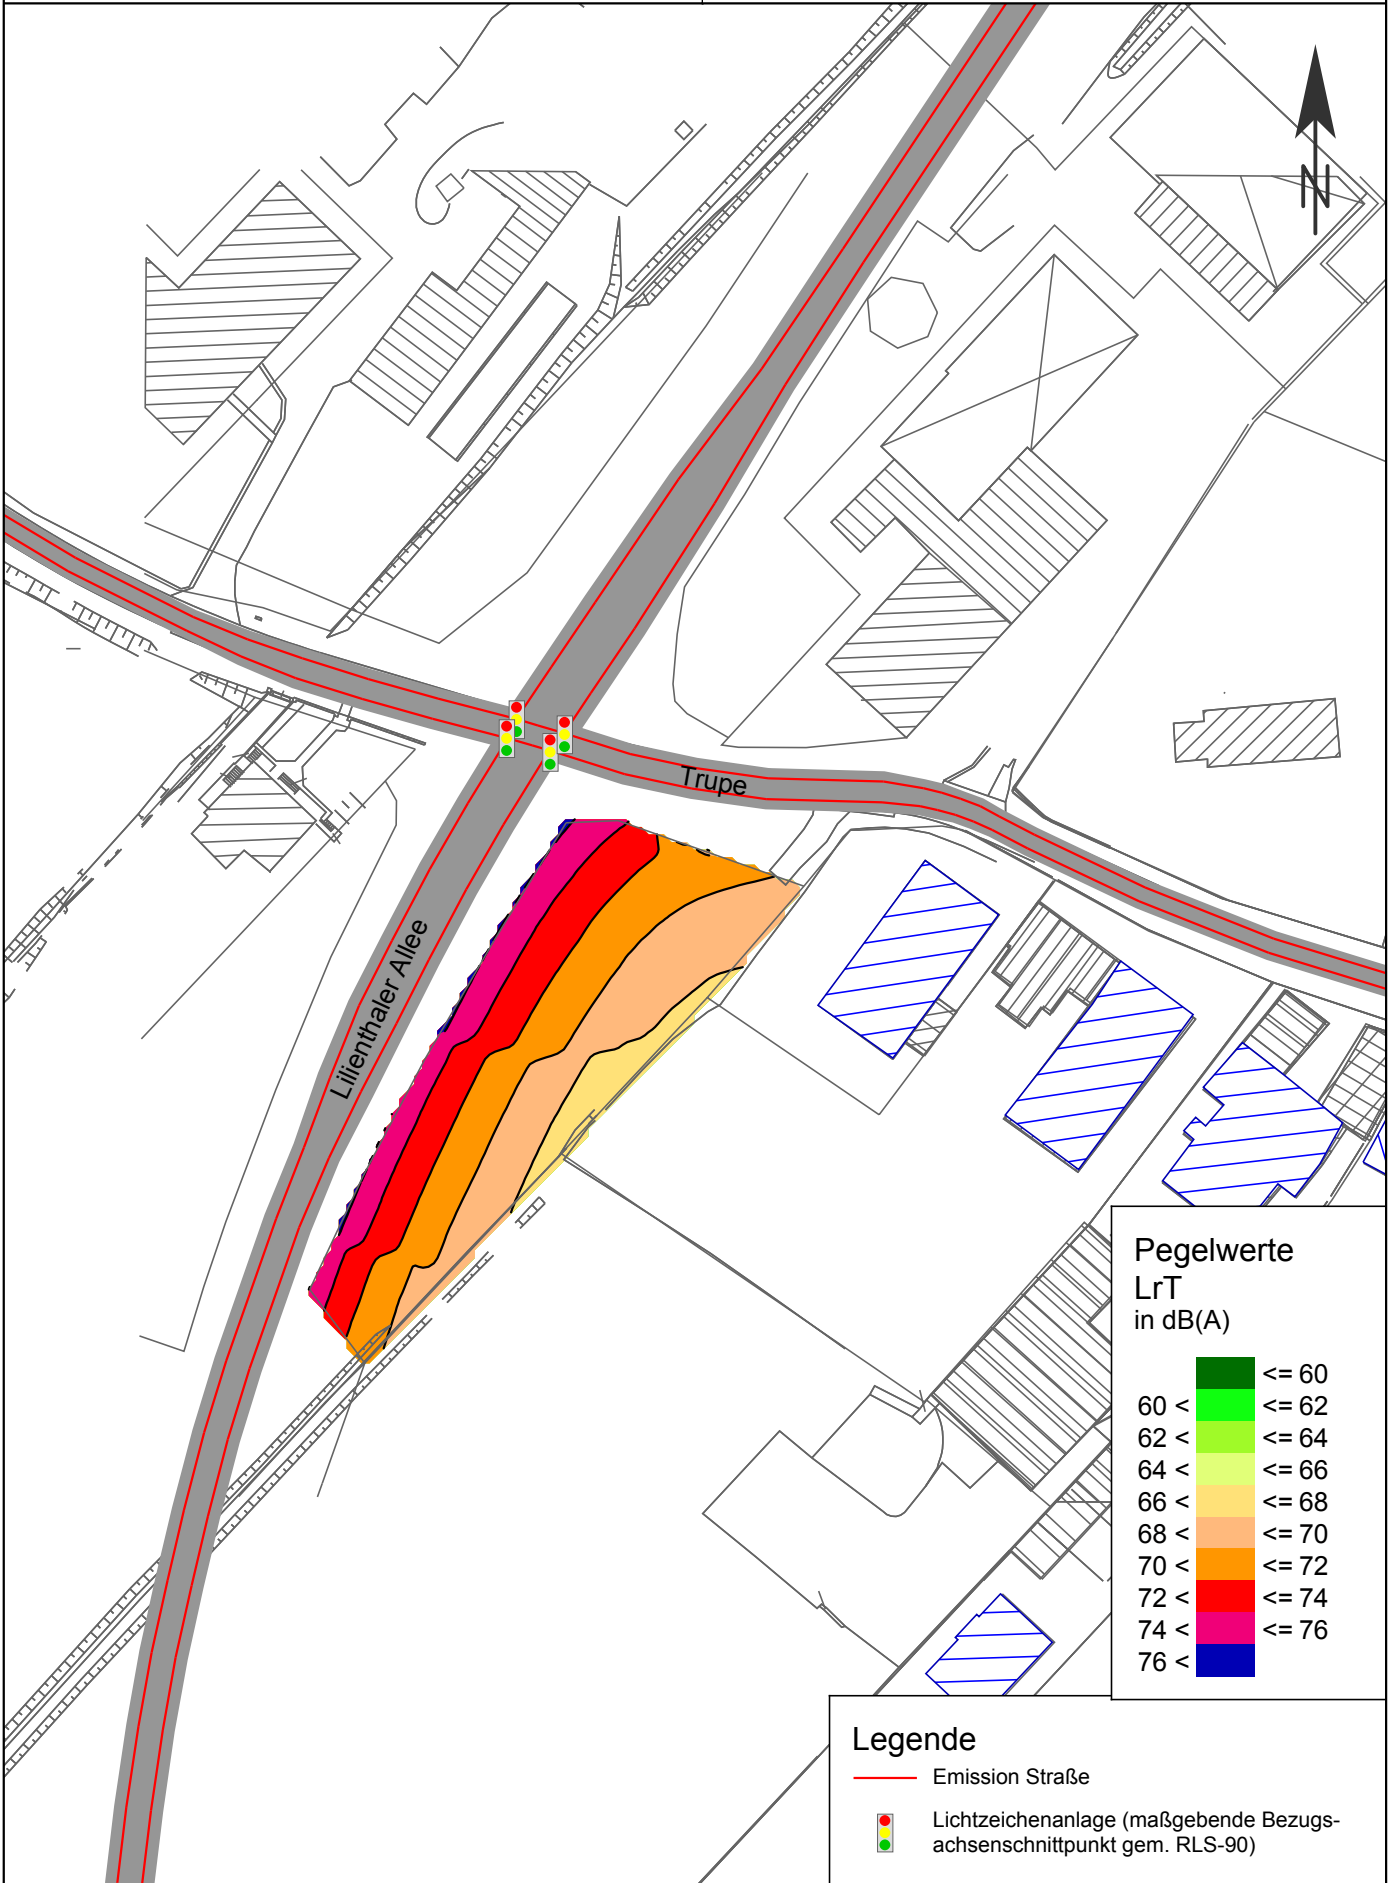 N
Trupe
Lilienthaler Allee
Pegelwerte
LrT
in dB(A)
<= 60
60 < <= 62
62 < <= 64
64 < <= 66
66 < <= 68
68 < <= 70
70 < <= 72
72 < <= 74
74 < <= 76
76 <
Legende
Emission Straße
Lichtzeichenanlage (maßgebende Bezugs-
achsenschnittpunkt gem. RLS-90)